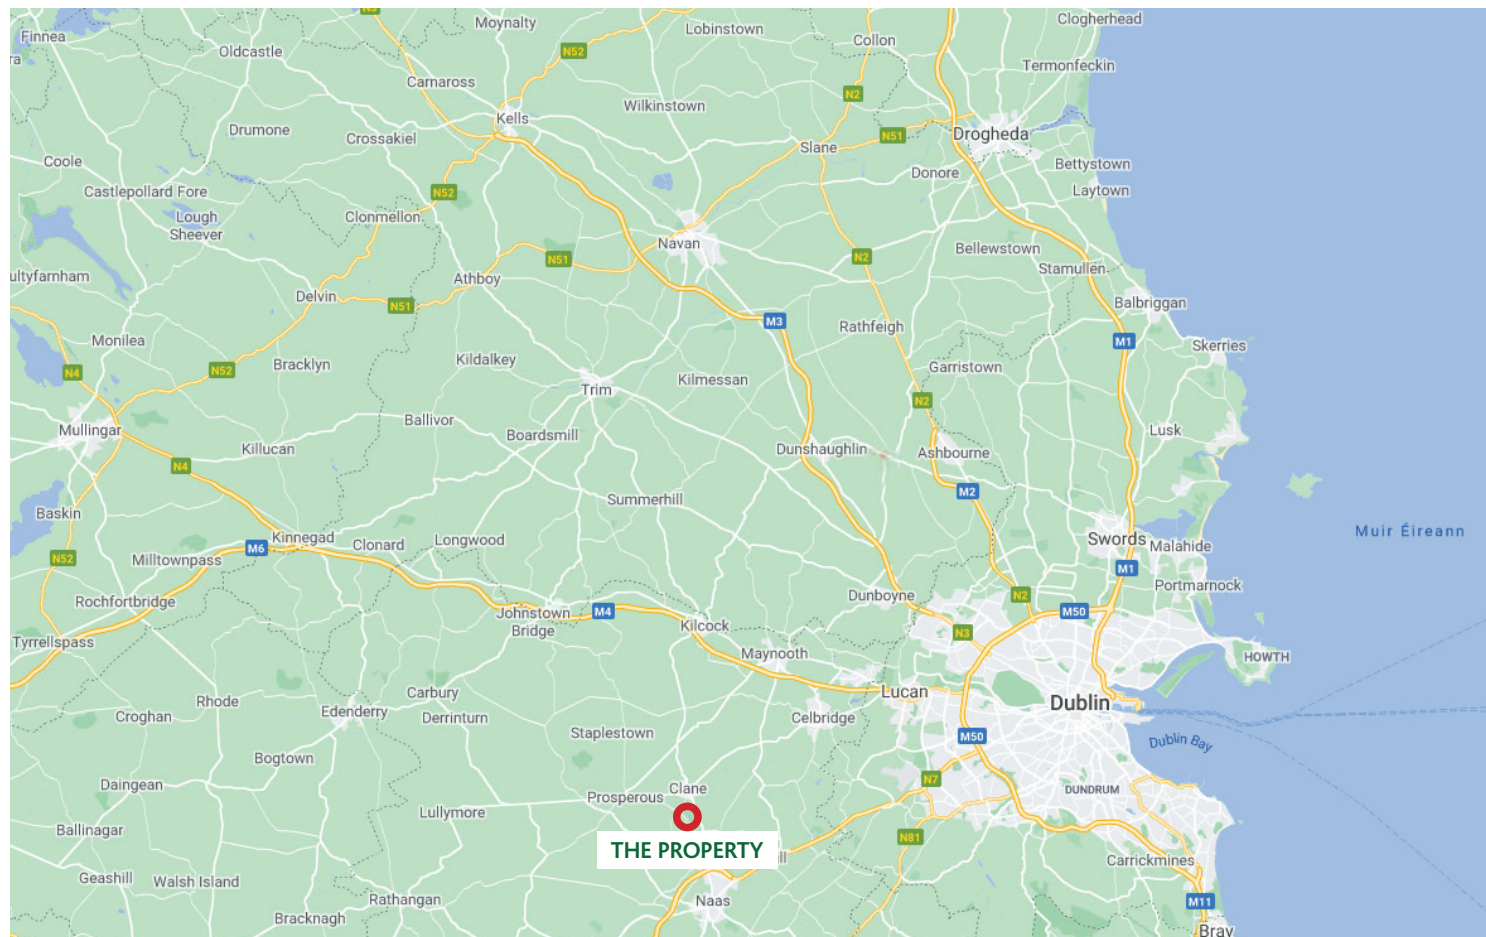 N3
Moynalty
Clogherhead
Lobinstown
Finnea
Collon
Oldcastle
N52
Termonfeckin
Carnaross
N2
Wilkinstown
Kells
Drumone
Drogheda
N51
Crossakiel
Slane
Coole
Bettystown
Donore
Castlepollard Fore
N52
Laytown
Lough
Sheever
Clonmellon
Navan
Bellewstown
N2
N51
Stamullen
ultyfarnham
Athboy
Delvin
N51
Balbriggan
M3
Rathfeigh
Monilea
M1
Skerries
Kildalkey
Bracklyn
Garristown
N4
N52
Kilmessan
Trim
N2
Ballivor
Mullingar
Lusk
Boardsmill
Killucan
Dunshaughlin
Ashbourne
N4
M2
Summerhill
Baskin
Muir Éireann
Kinnegad
Longwood
Swords
Clonard
Malahide
M6
N52
Milltownpass
M1
Portmarnock
Dunboyne
N2
Rochfortbridge
Johnstown
Bridge
M4
M50
Kilcock
N3
Tyrrellspass
Maynooth
HOWTH
Carbury
Lucan
Rhode
Dublin
Edenderry
Croghan
Derrinturn
Celbridge
Staplestown
M50
Dublin Bay
Bogtown
N7
Daingean
Clane
DUNDRUM
Prosperous
Lullymore
Ballinagar
N81
THE PROPERTY
Carrickmines
Geashill
Walsh Island
Rathangan
Naas
M11
Bracknagh
Bray